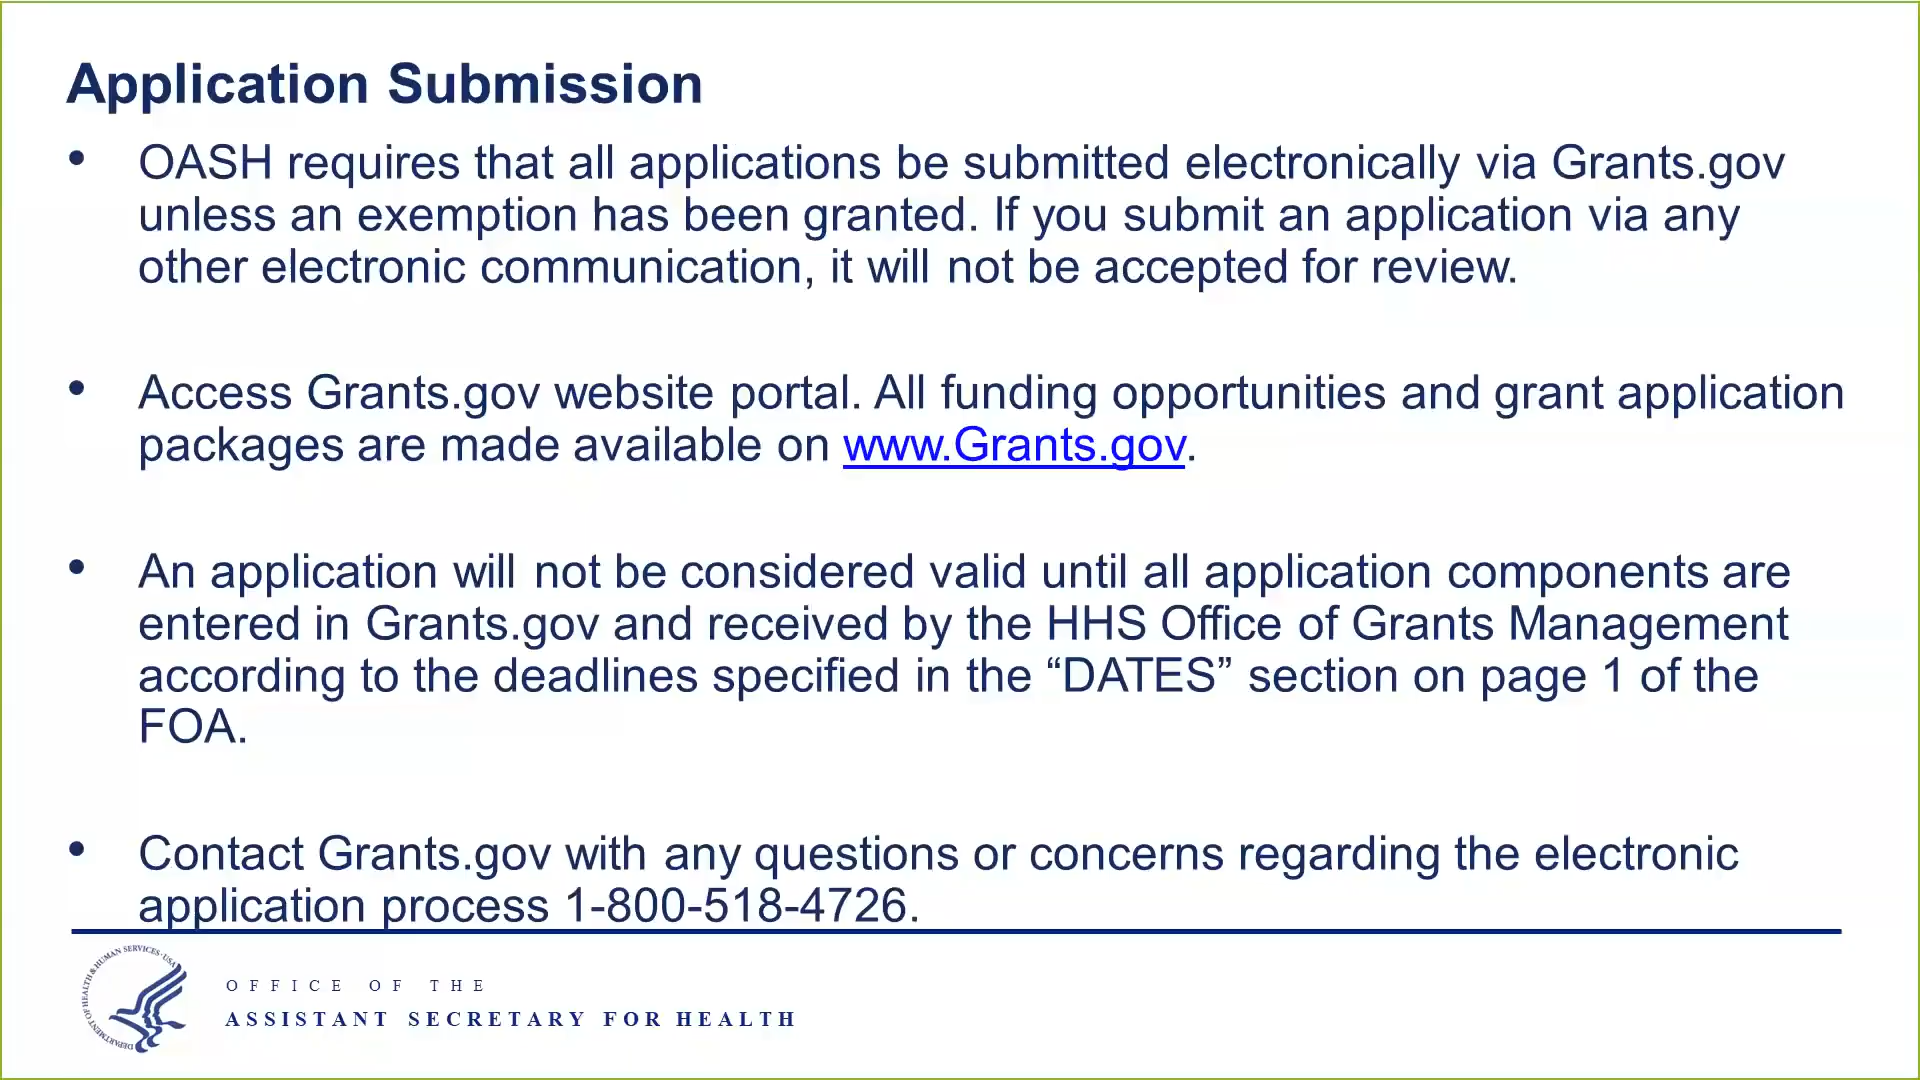 Application Submission
• OASH requires that all applications be submitted electronically via Grants.gov
unless an exemption has been granted. If you submit an application via any
other electronic communication, it will not be accepted for review.
• Access Grants.gov website portal. All funding opportunities and grant application
packages are made available on www.Grants.gov.
• An application will not be considered valid until all application components are
entered in Grants.gov and received by the HHS Office of Grants Management
according to the deadlines specified in the “DATES” section on page 1 of the
FOA.
• Contact Grants.gov with any questions or concerns regarding the electronic
application process 1-800-518-4726.
DEPARTMENT OF HEALTH & HUMAN SERVICES · USA
OFFICE OF THE
ASSISTANT SECRETARY FOR HEALTH